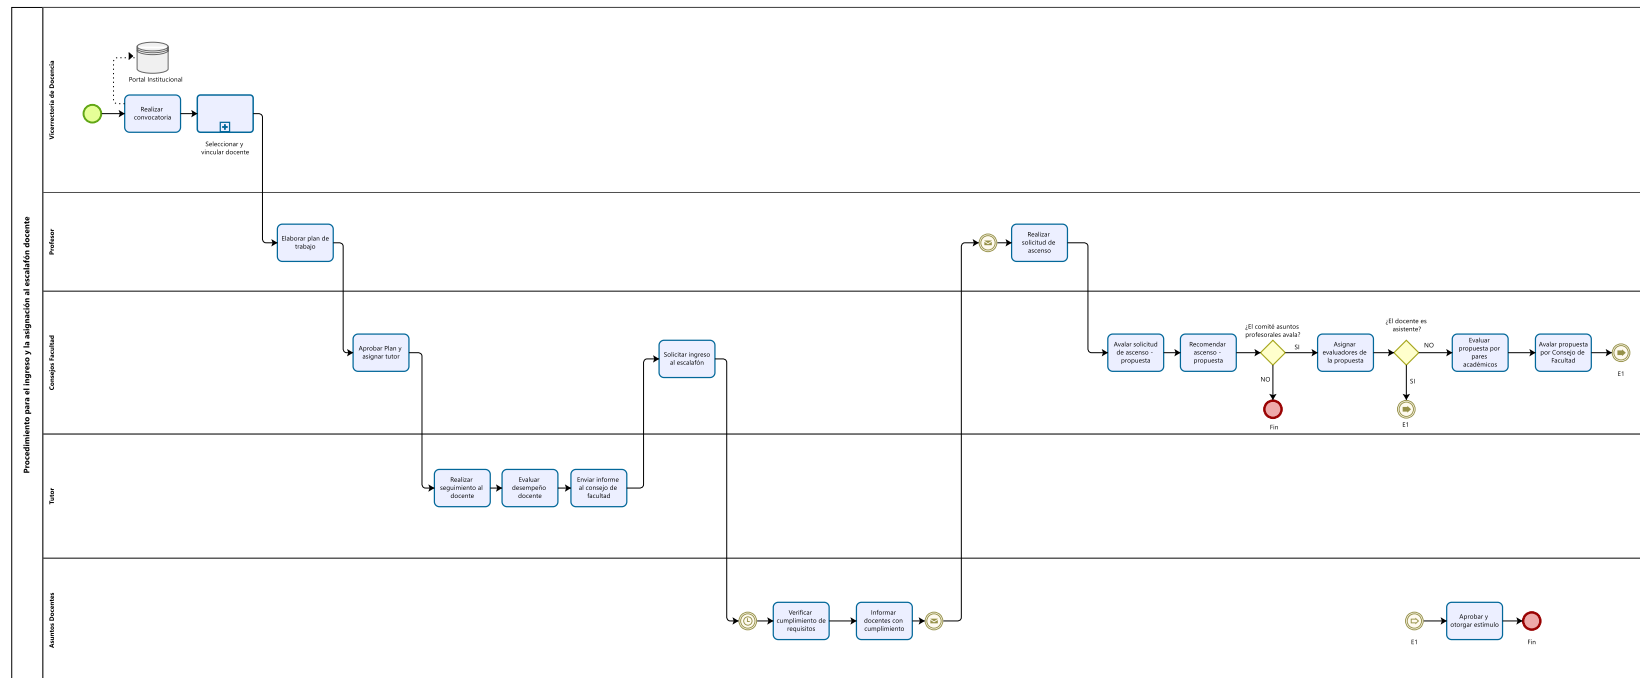 Procedimiento para el ingreso y la asignación al escalafón docente
Vicerrectoría de Docencia
Portal Institucional
Realizar
convocatoria
Seleccionar y
vincular docente
Profesor
Elaborar plan de
trabajo
Realizar
solicitud de
ascenso
Consejos Facultad
Aprobar Plan y
asignar tutor
Solicitar ingreso
al escalafón
Avalar solicitud
de ascenso -
propuesta
Recomendar
ascenso -
propuesta
¿El comité asuntos
profesorales avala?
SI
NO
Fin
Asignar
evaluadores de
la propuesta
¿El docente es
asistente?
NO
SI
E1
Evaluar
propuesta por
pares
académicos
Avalar propuesta
por Consejo de
Facultad
E1
Tutor
Realizar
seguimiento al
docente
Evaluar
desempeño
docente
Enviar informe
al consejo de
facultad
Asuntos Docentes
Verificar
cumplimiento de
requisitos
Informar
docentes con
cumplimiento
E1
Aprobar y
otorgar estímulo
Fin